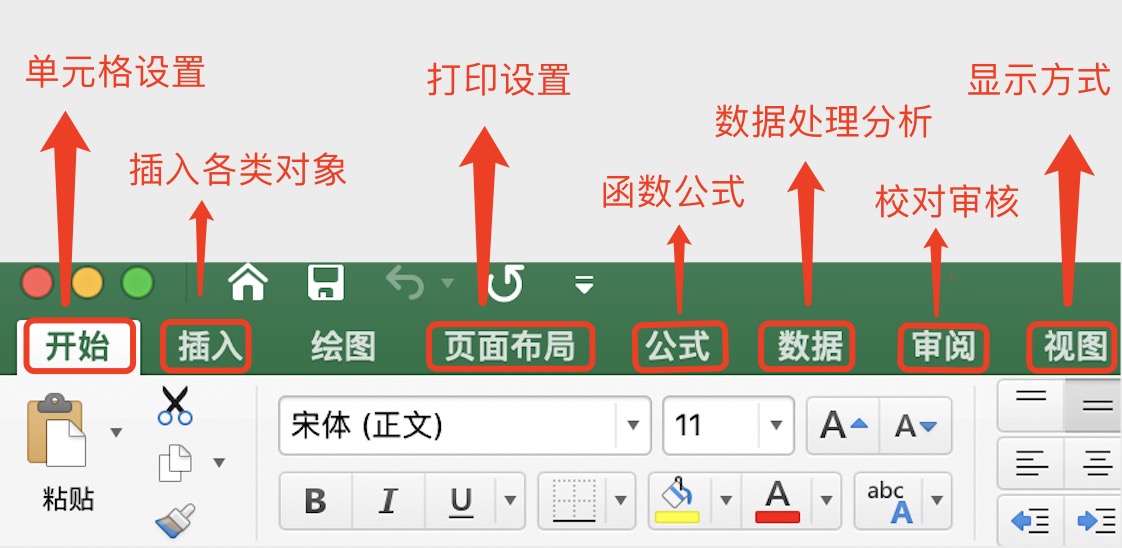 单元格设置
打印设置
显示方式
数据处理分析
插入各类对象
函数公式
校对审核
开始 插入 绘图 页面布局 公式 数据 审阅 视图
宋体 (正文) 11 A A
粘贴
B I U A abc A